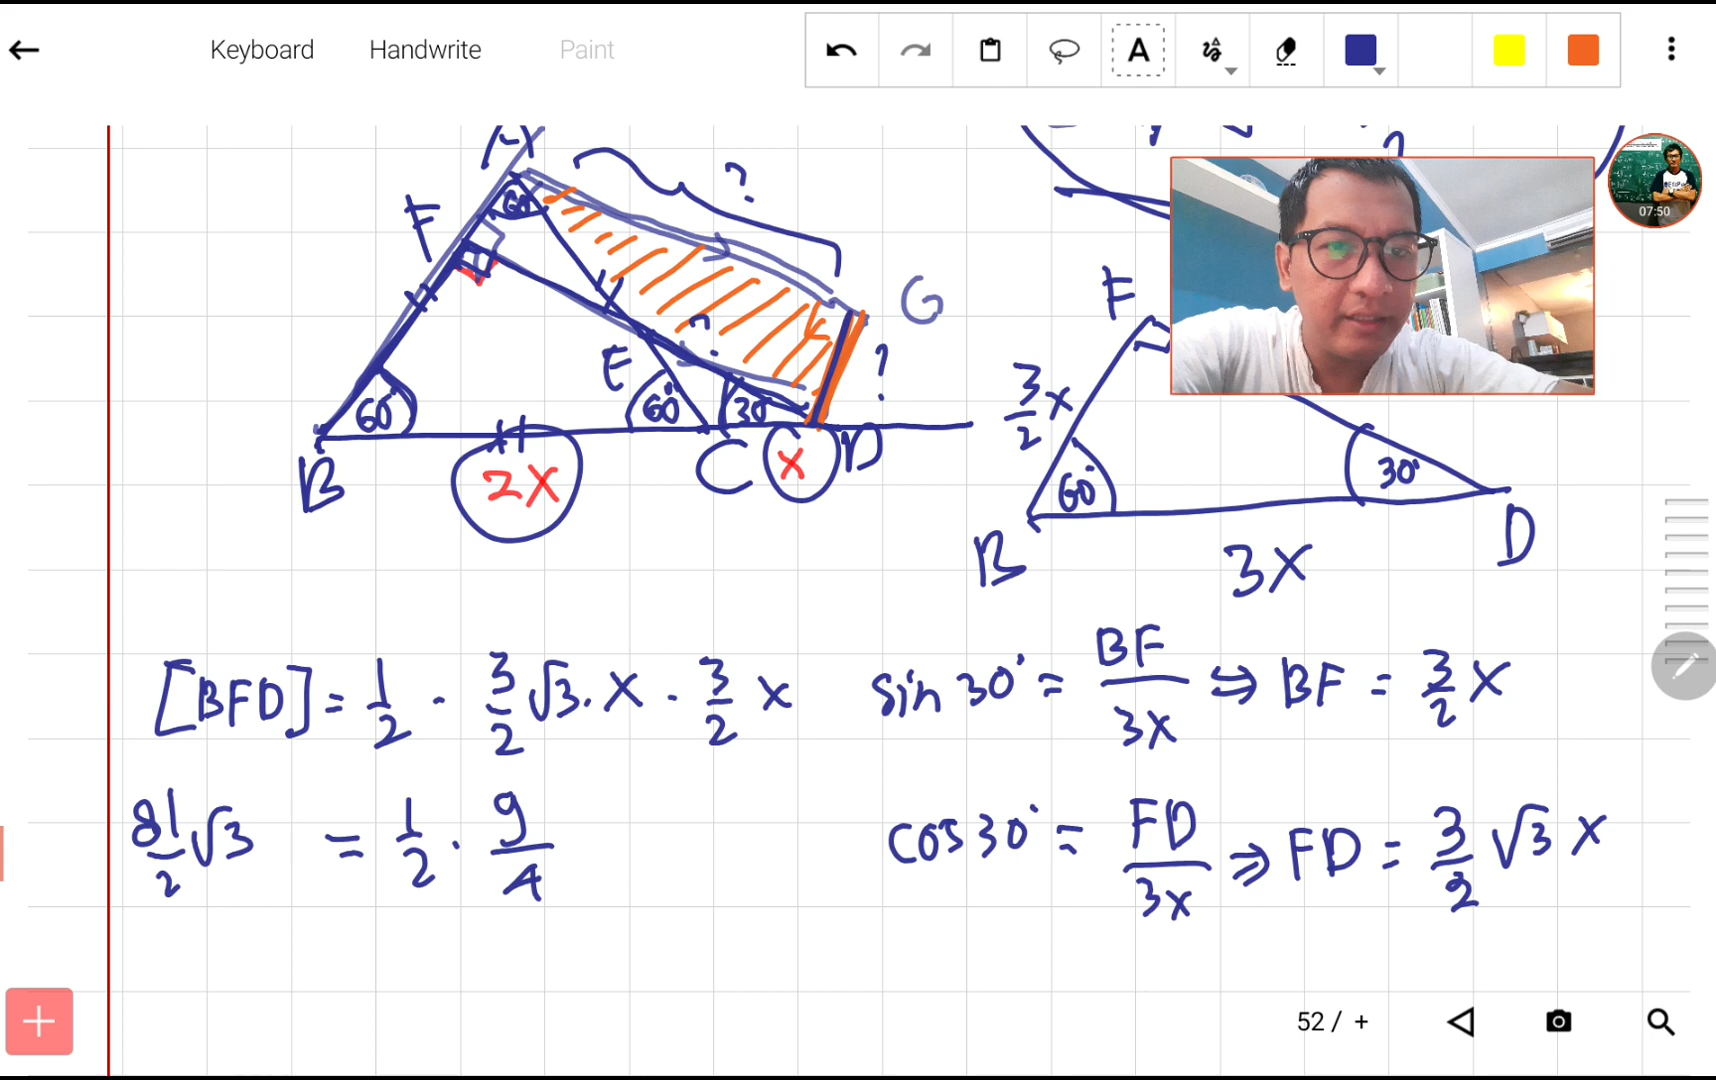 Keyboard Handwrite Paint A
07:50
?
A
F
60°
?
G
F
E
?
?
3/2 x
60° 60° 30°
30°
B 2x C x D
60°
B 3x D
[BFD] = 1/2 · 3/2 √3 · x · 3/2 x
sin 30° = BF/3x ⇔ BF = 3/2 x
81/2 √3 = 1/2 · 9/4
cos 30° = FD/3x ⇒ FD = 3/2 √3 x
52 / +